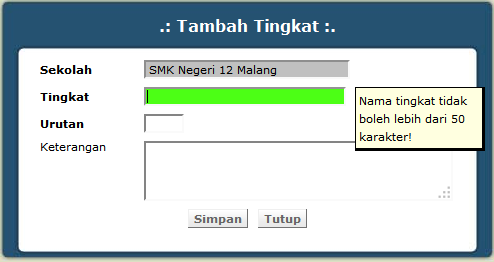 .: Tambah Tingkat :.
Sekolah SMK Negeri 12 Malang
Tingkat
Nama tingkat tidak
boleh lebih dari 50
karakter!
Urutan
Keterangan
Simpan Tutup